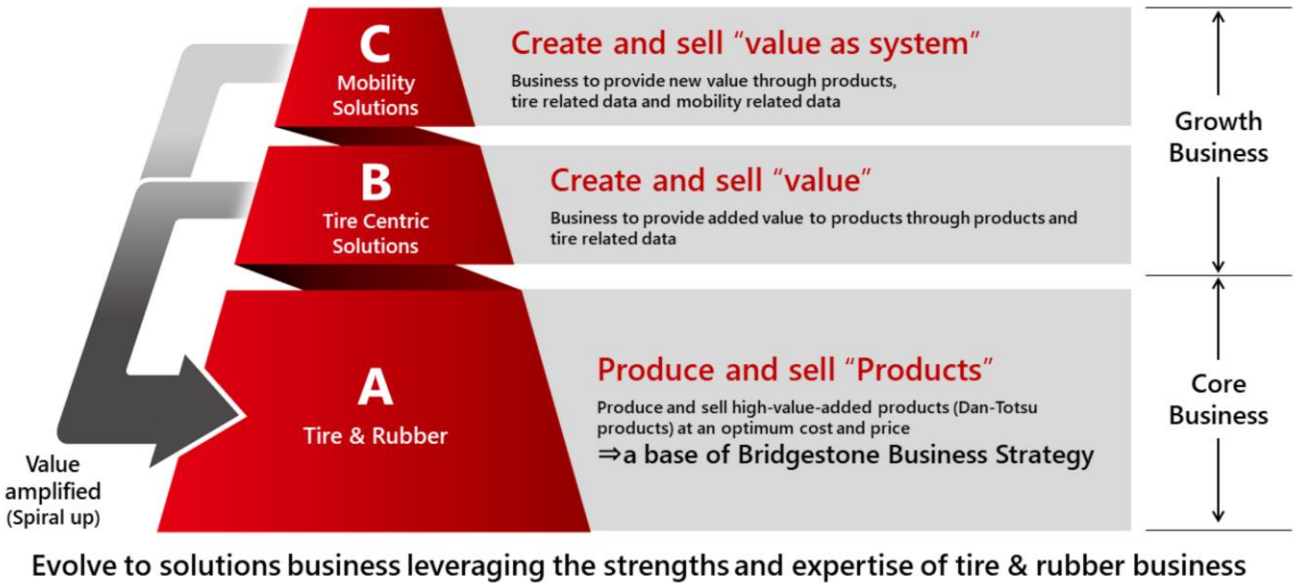 C
Mobility
Solutions
Create and sell “value as system”
Business to provide new value through products,
tire related data and mobility related data
B
Tire Centric
Solutions
Create and sell “value”
Business to provide added value to products through products and
tire related data
Growth
Business
A
Tire & Rubber
Produce and sell “Products”
Produce and sell high-value-added products (Dan-Totsu
products) at an optimum cost and price
⇒a base of Bridgestone Business Strategy
Core
Business
Value
amplified
(Spiral up)
Evolve to solutions business leveraging the strengths and expertise of tire & rubber business